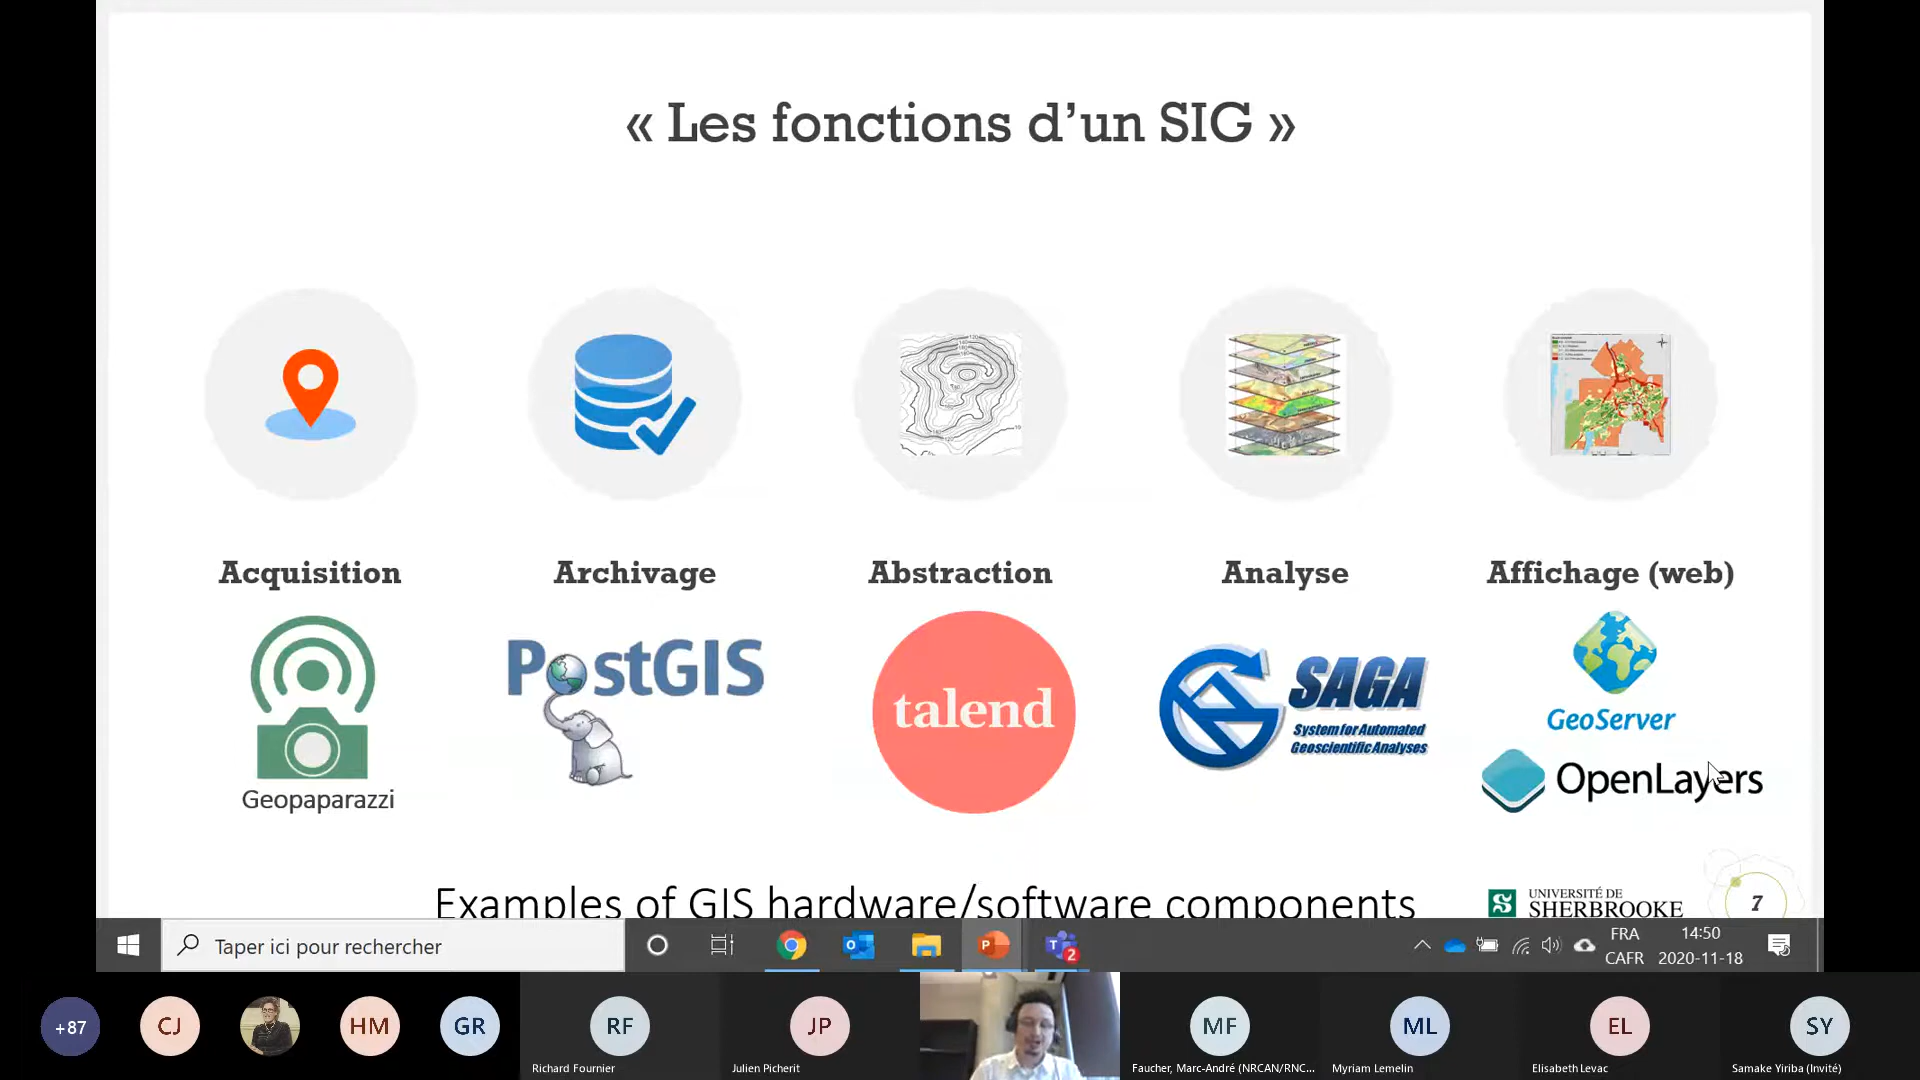 « Les fonctions d’un SIG »
Acquisition
Archivage
Abstraction
Analyse
Affichage (web)
Geopaparazzi
PostGIS
talend
SAGA
System for Automated
Geoscientific Analyses
GeoServer
OpenLayers
Examples of GIS hardware/software components
UNIVERSITÉ DE
SHERBROOKE
7
Taper ici pour rechercher
FRA
CAFR
14:50
2020-11-18
2
+87
CJ
HM
GR
RF
Richard Fournier
JP
Julien Picherit
MF
Faucher, Marc-André (NRCAN/RNC...
ML
Myriam Lemelin
EL
Elisabeth Levac
SY
Samake Yiriba (Invité)